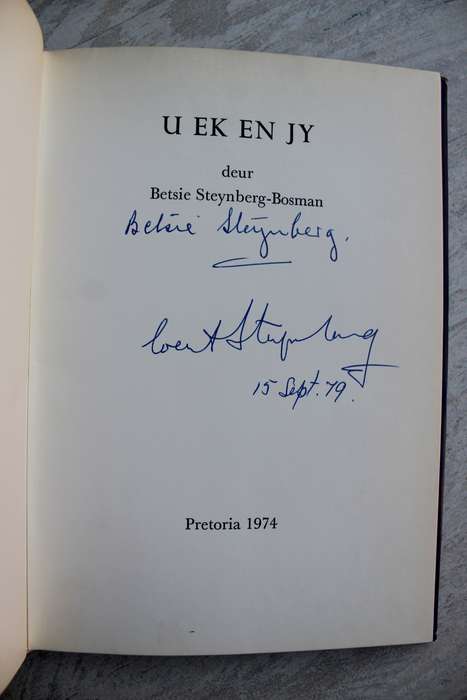 U EK EN JY
deur
Betsie Steynberg-Bosman
Betsie Steynberg.
Coert Steynberg
15 Sept. 79.
Pretoria 1974